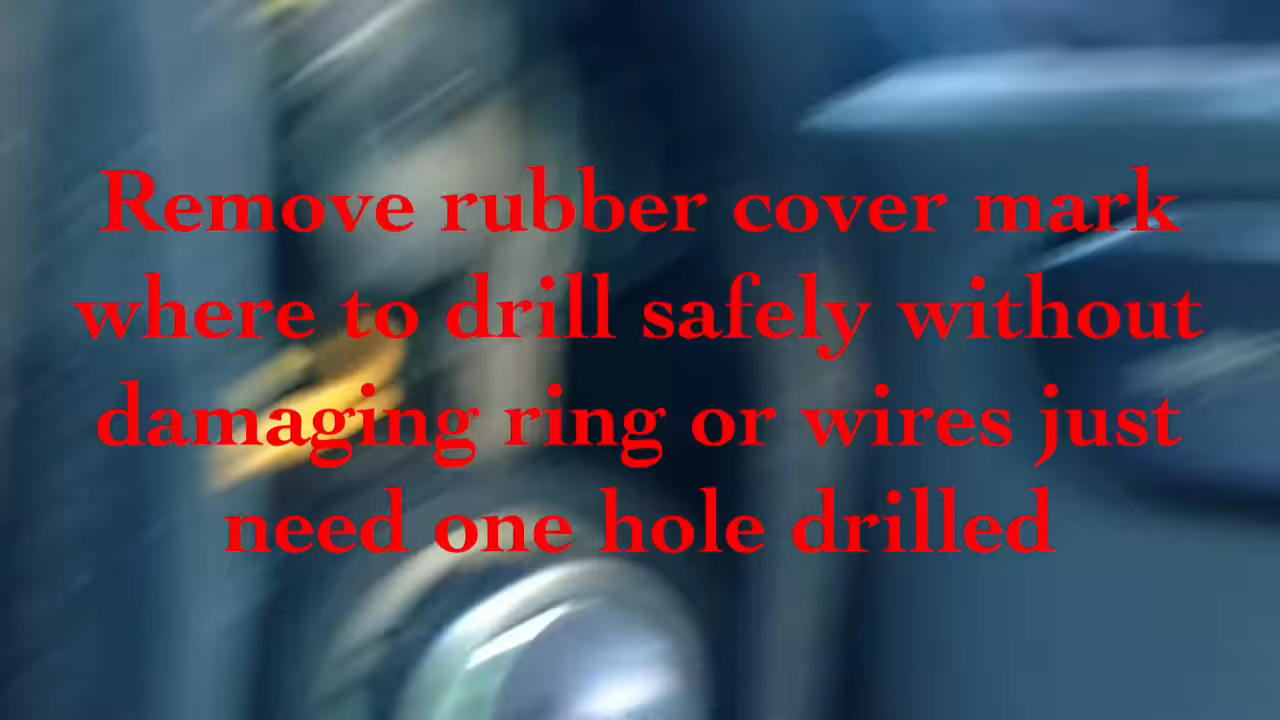 Remove rubber cover mark
where to drill safely without
damaging ring or wires just
need one hole drilled